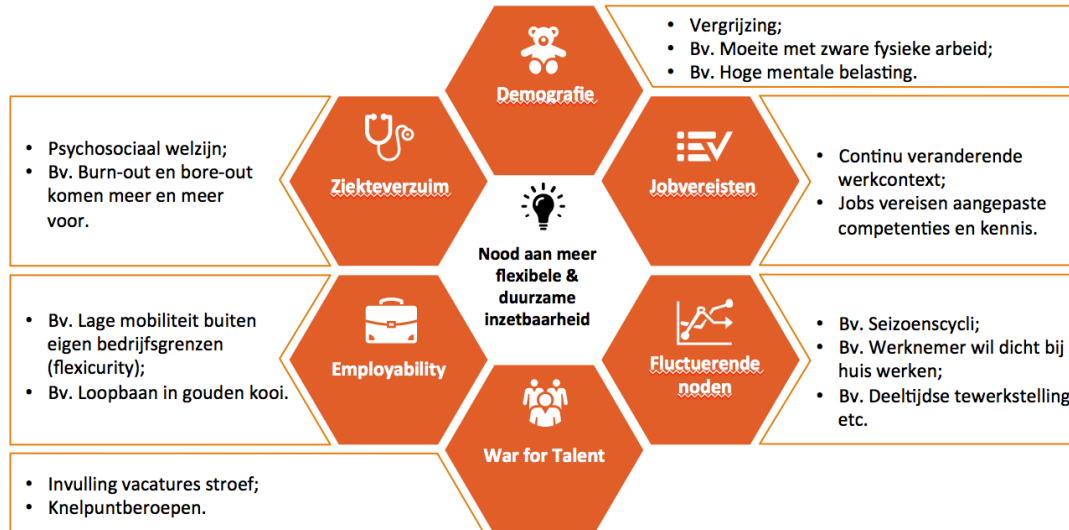 • Vergrijzing;
• Bv. Moeite met zware fysieke arbeid;
• Bv. Hoge mentale belasting.
Demografie
• Psychosociaal welzijn;
• Bv. Burn-out en bore-out
komen meer en meer
voor.
Ziekteverzuim
Jobvereisten
• Continu veranderende
werkcontext;
• Jobs vereisen aangepaste
competenties en kennis.
Nood aan meer
flexibele &
duurzame
inzetbaarheid
• Bv. Lage mobiliteit buiten
eigen bedrijfsgrenzen
(flexicurity);
• Bv. Loopbaan in gouden kooi.
Employability
Fluctuerende
noden
• Bv. Seizoenscycli;
• Bv. Werknemer wil dicht bij
huis werken;
• Bv. Deeltijdse tewerkstelling
etc.
War for Talent
• Invulling vacatures stroef;
• Knelpuntberoepen.